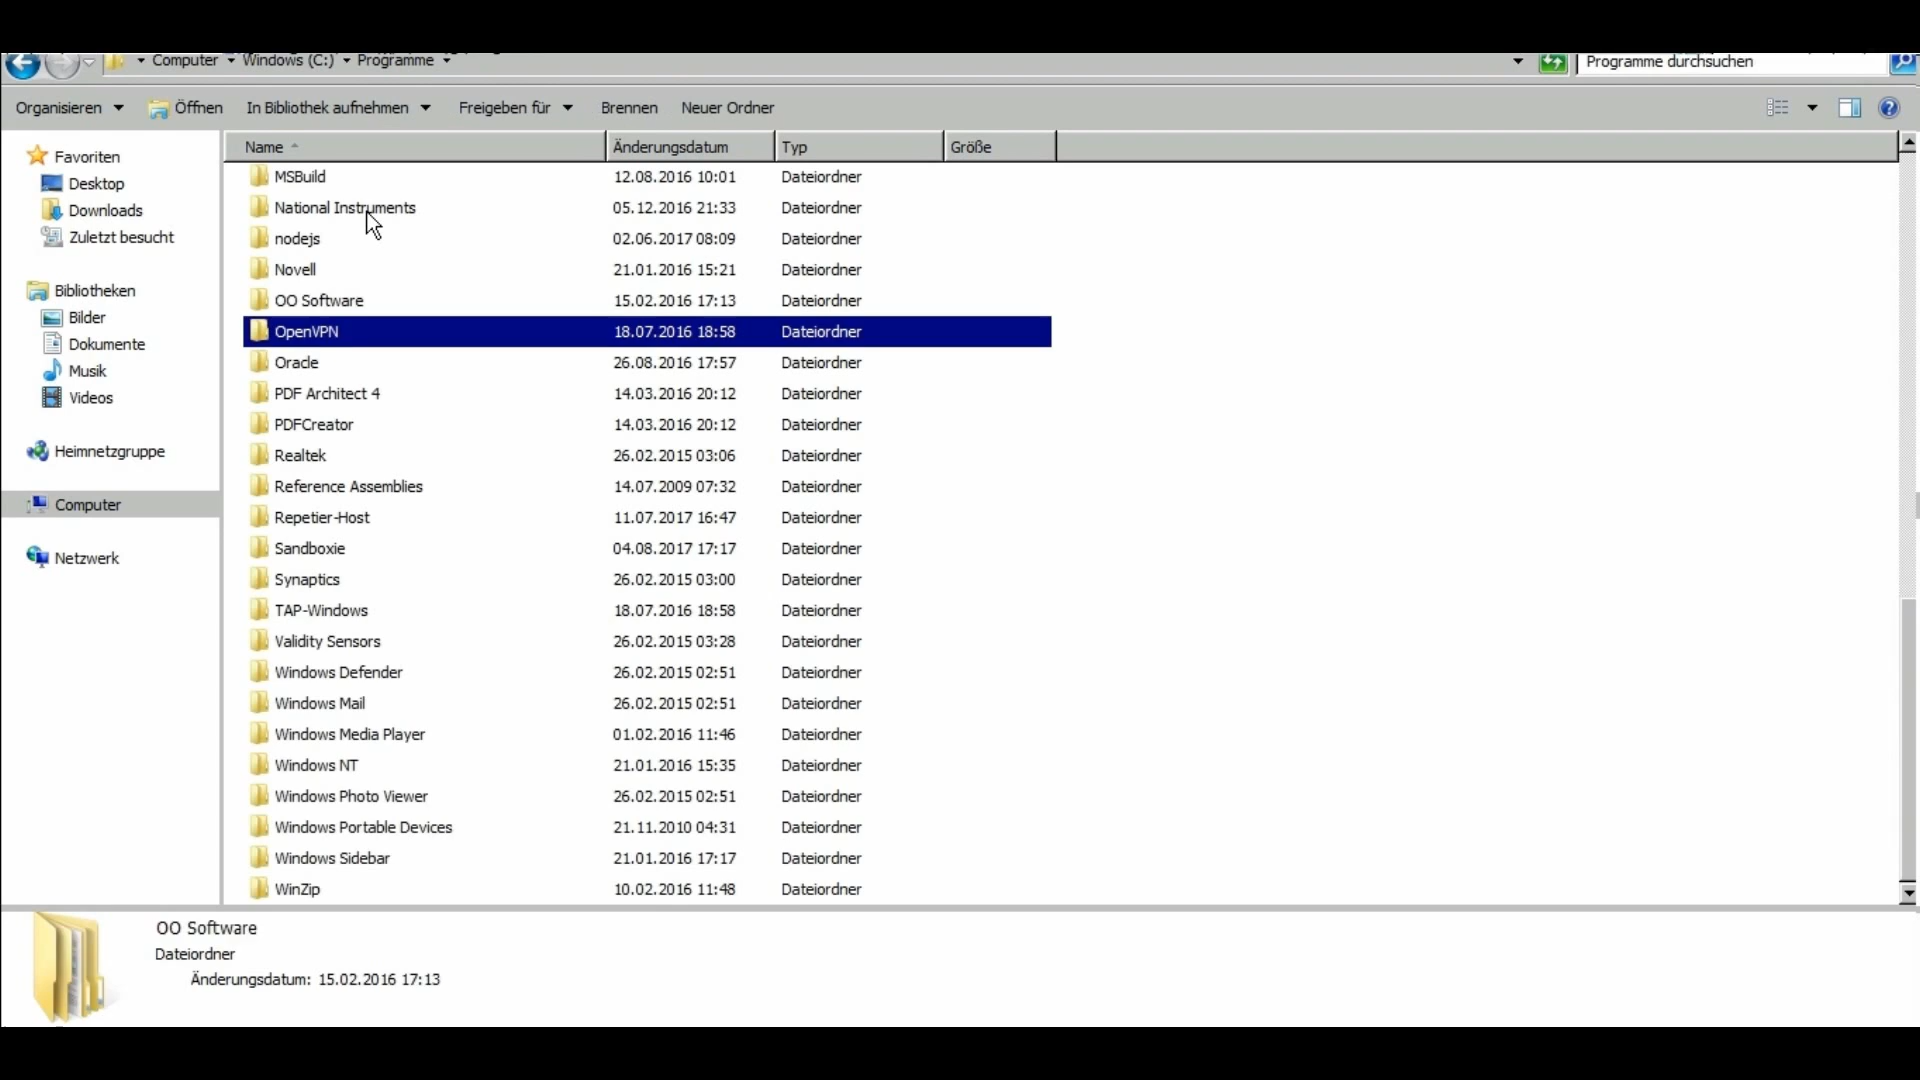 Computer Windows (C:) Programme Programme durchsuchen
Organisieren Öffnen In Bibliothek aufnehmen Freigeben für Brennen Neuer Ordner
Name Änderungsdatum Typ Größe
Favoriten
Desktop
Downloads
Zuletzt besucht
Bibliotheken
Bilder
Dokumente
Musik
Videos
Heimnetzgruppe
Computer
Netzwerk
MSBuild 12.08.2016 10:01 Dateiordner
National Instruments 05.12.2016 21:33 Dateiordner
nodejs 02.06.2017 08:09 Dateiordner
Novell 21.01.2016 15:21 Dateiordner
OO Software 15.02.2016 17:13 Dateiordner
OpenVPN 18.07.2016 18:58 Dateiordner
Oracle 26.08.2016 17:57 Dateiordner
PDF Architect 4 14.03.2016 20:12 Dateiordner
PDFCreator 14.03.2016 20:12 Dateiordner
Realtek 26.02.2015 03:06 Dateiordner
Reference Assemblies 14.07.2009 07:32 Dateiordner
Repetier-Host 11.07.2017 16:47 Dateiordner
Sandboxie 04.08.2017 17:17 Dateiordner
Synaptics 26.02.2015 03:00 Dateiordner
TAP-Windows 18.07.2016 18:58 Dateiordner
Validity Sensors 26.02.2015 03:28 Dateiordner
Windows Defender 26.02.2015 02:51 Dateiordner
Windows Mail 26.02.2015 02:51 Dateiordner
Windows Media Player 01.02.2016 11:46 Dateiordner
Windows NT 21.01.2016 15:35 Dateiordner
Windows Photo Viewer 26.02.2015 02:51 Dateiordner
Windows Portable Devices 21.11.2010 04:31 Dateiordner
Windows Sidebar 21.01.2016 17:17 Dateiordner
WinZip 10.02.2016 11:48 Dateiordner
OO Software
Dateiordner
Änderungsdatum: 15.02.2016 17:13